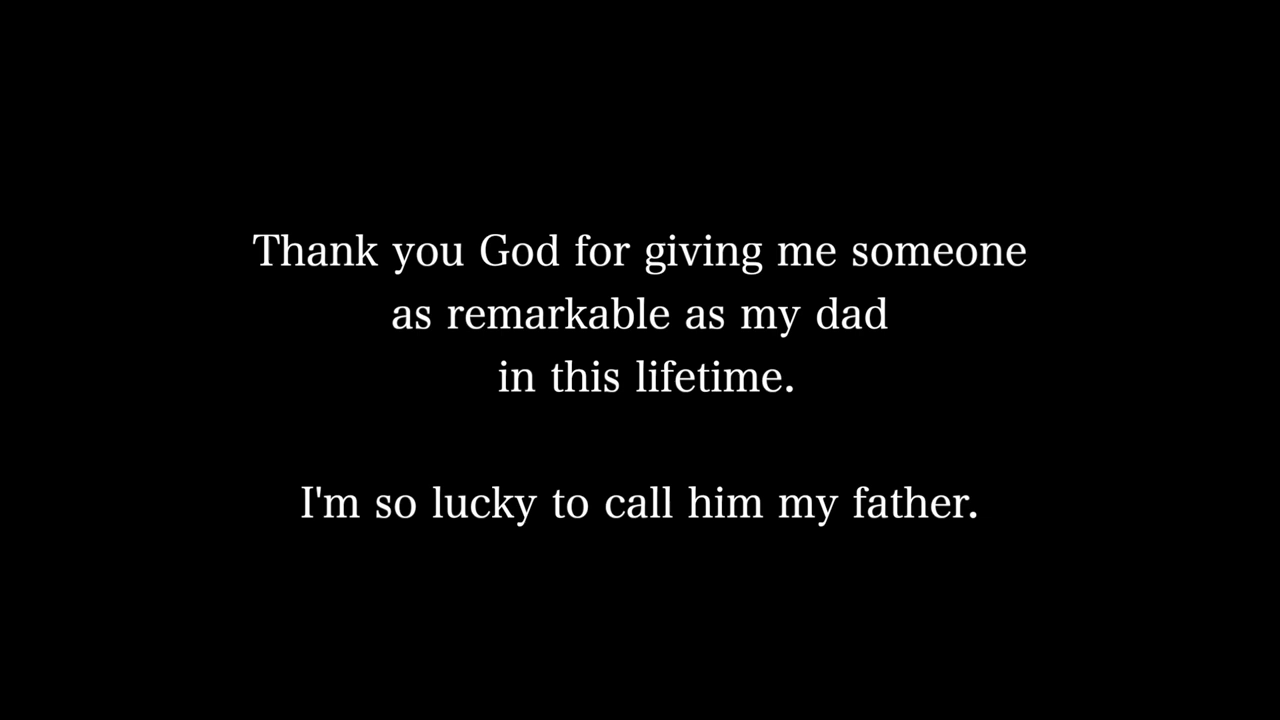 Thank you God for giving me someone
as remarkable as my dad
in this lifetime.
I'm so lucky to call him my father.